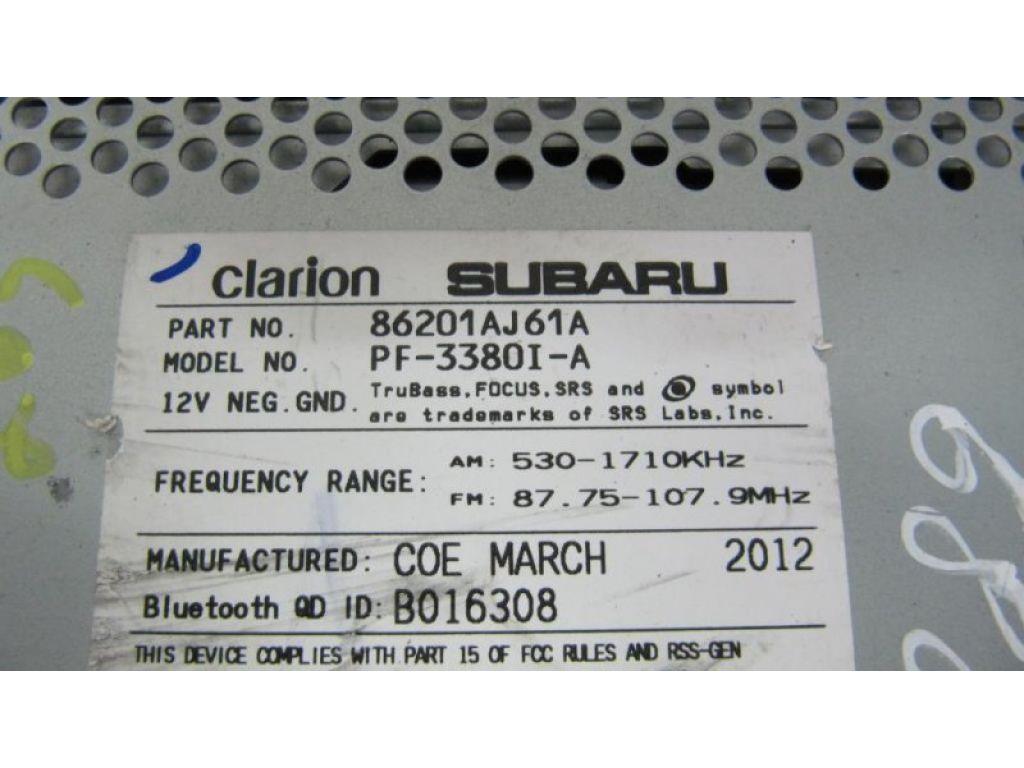 clarion SUBARU
PART NO. 86201AJ61A
MODEL NO. PF-3380I-A
12V NEG.GND. TruBass,FOCUS,SRS and symbol
are trademarks of SRS Labs,Inc.
FREQUENCY RANGE: AM: 530-1710KHz
FM: 87.75-107.9MHz
MANUFACTURED: COE MARCH 2012
Bluetooth QD ID: B016308
THIS DEVICE COMPLIES WITH PART 15 OF FCC RULES AND RSS-GEN